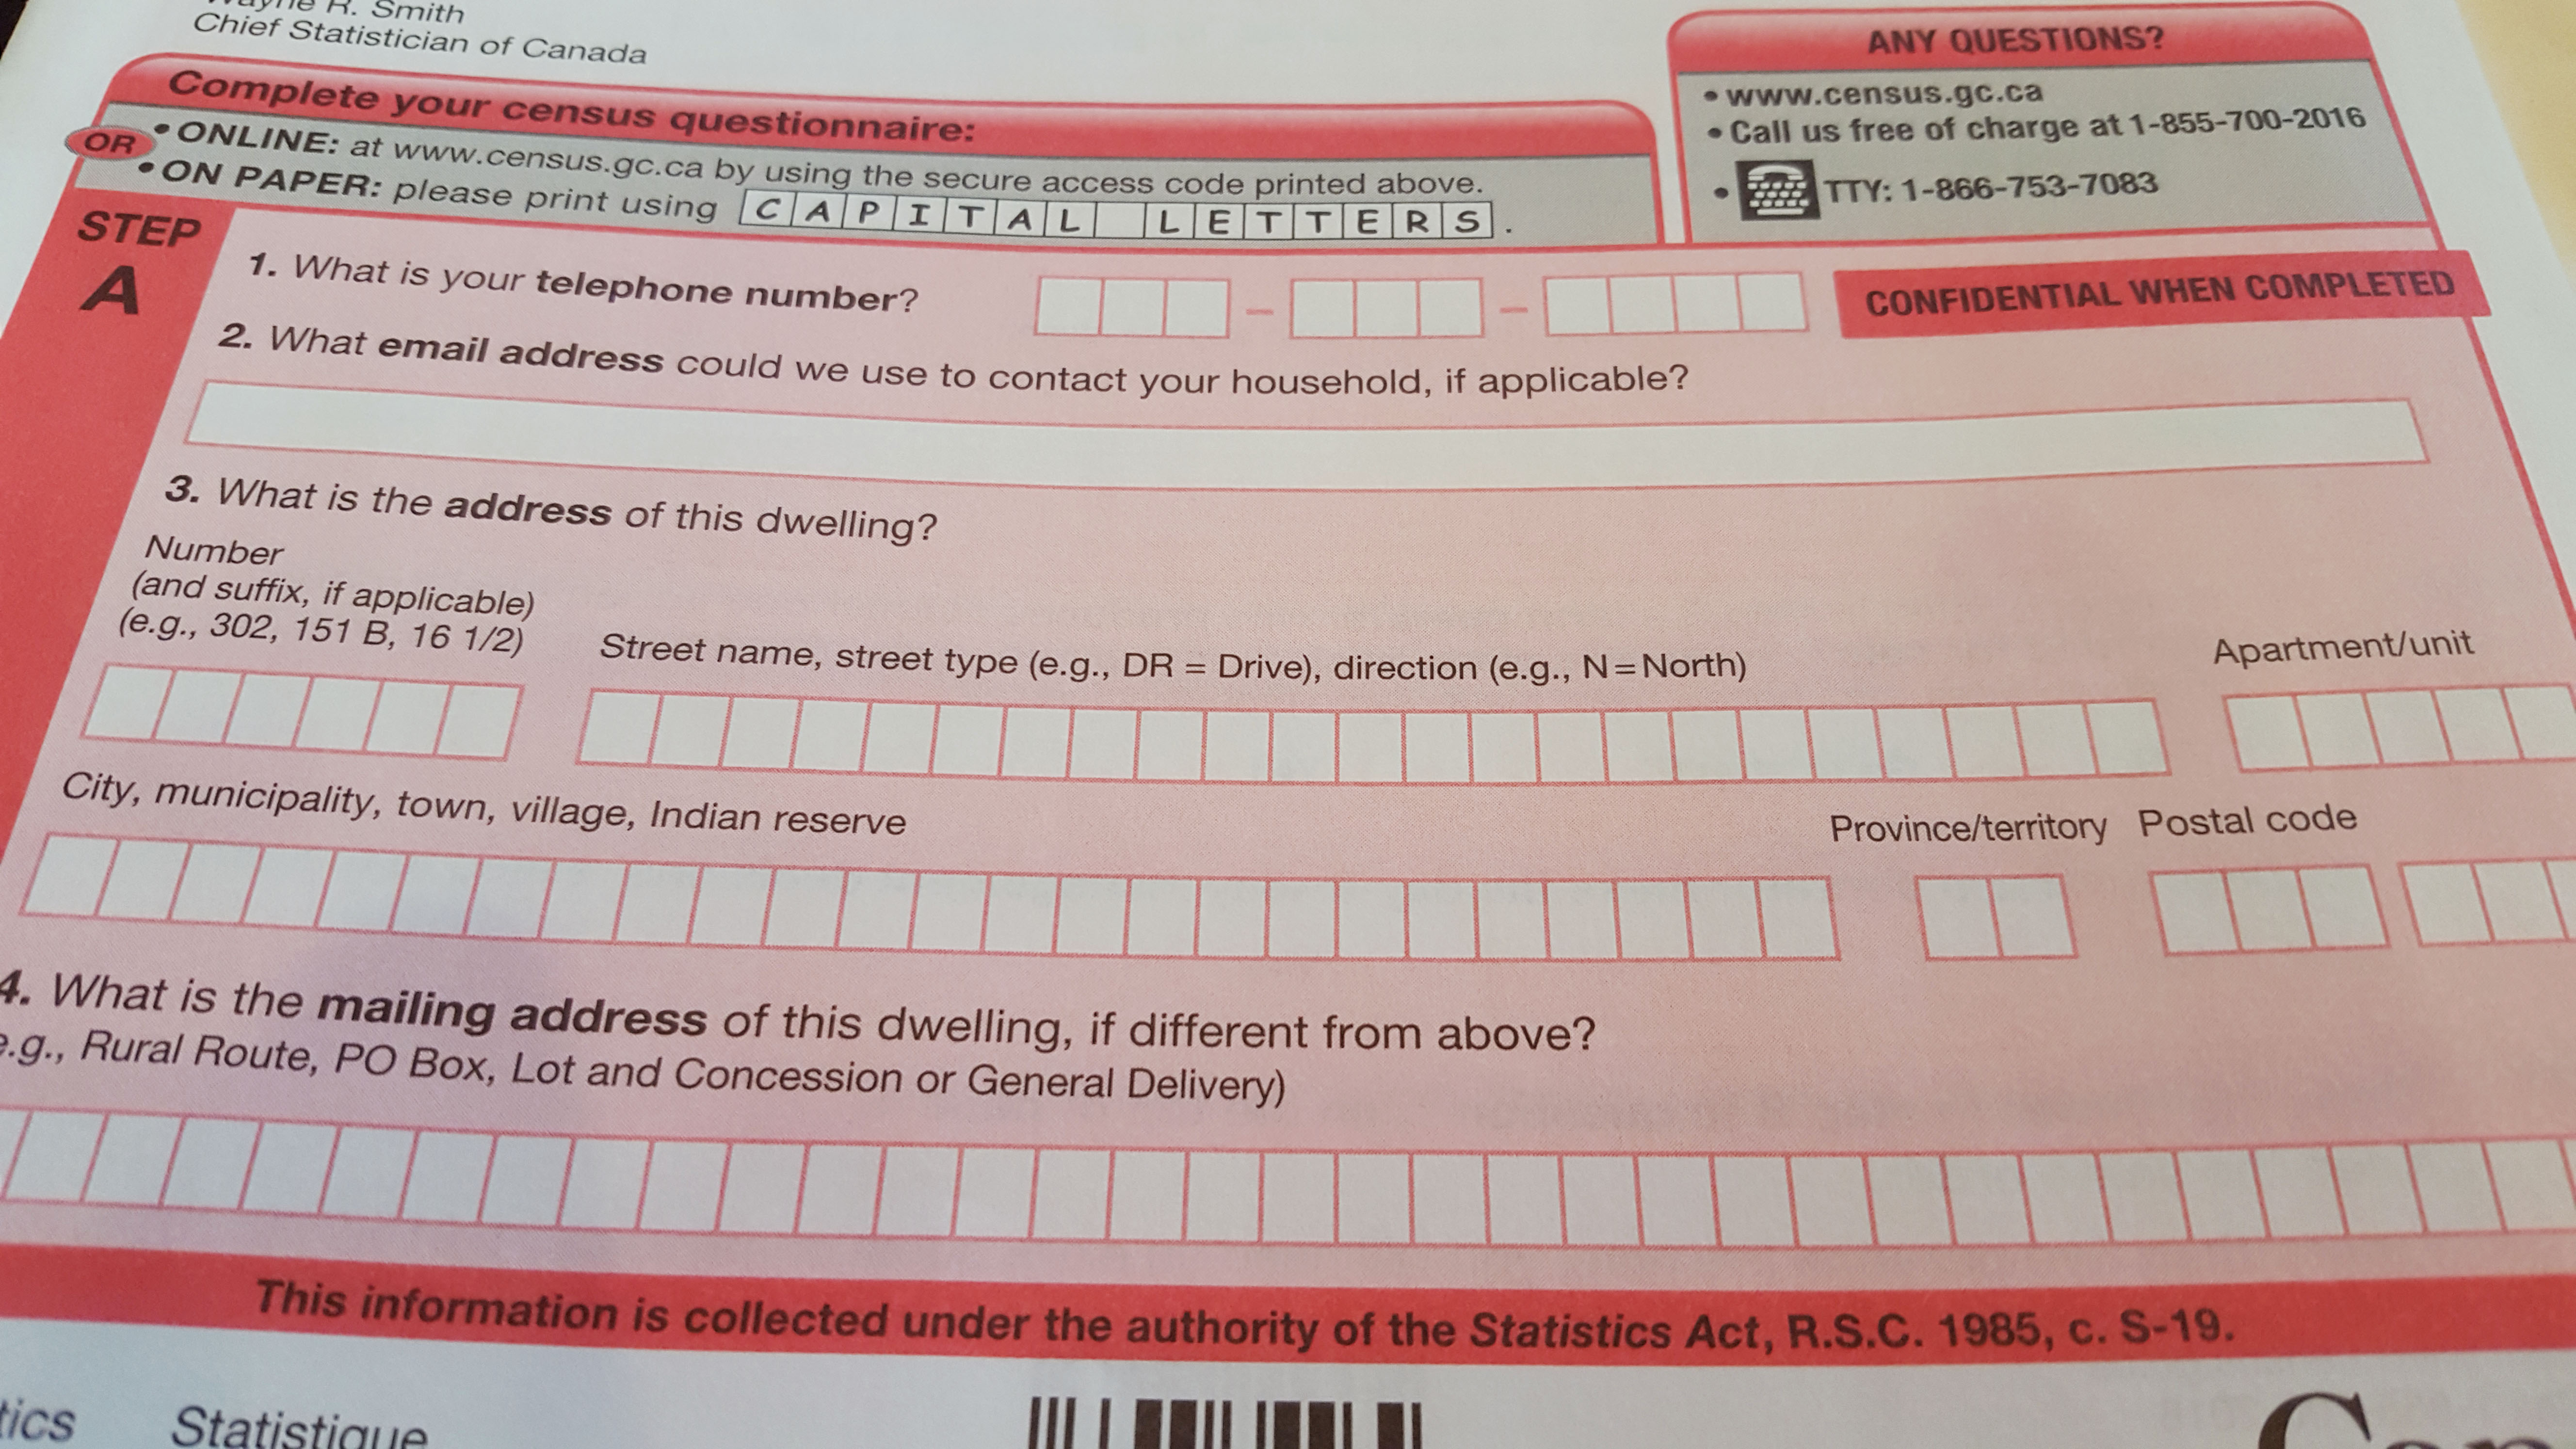 Wayne R. Smith
Chief Statistician of Canada
Complete your census questionnaire:
OR
• ONLINE: at www.census.gc.ca by using the secure access code printed above.
• ON PAPER: please print using CAPITAL LETTERS.
ANY QUESTIONS?
• www.census.gc.ca
• Call us free of charge at 1-855-700-2016
• TTY: 1-866-753-7083
STEP
A
1. What is your telephone number?
CONFIDENTIAL WHEN COMPLETED
2. What email address could we use to contact your household, if applicable?
3. What is the address of this dwelling?
Number
(and suffix, if applicable)
(e.g., 302, 151 B, 16 1/2)
Street name, street type (e.g., DR = Drive), direction (e.g., N = North)
Apartment/unit
City, municipality, town, village, Indian reserve
Province/territory
Postal code
4. What is the mailing address of this dwelling, if different from above?
e.g., Rural Route, PO Box, Lot and Concession or General Delivery)
This information is collected under the authority of the Statistics Act, R.S.C. 1985, c. S-19.
tics
Statistique